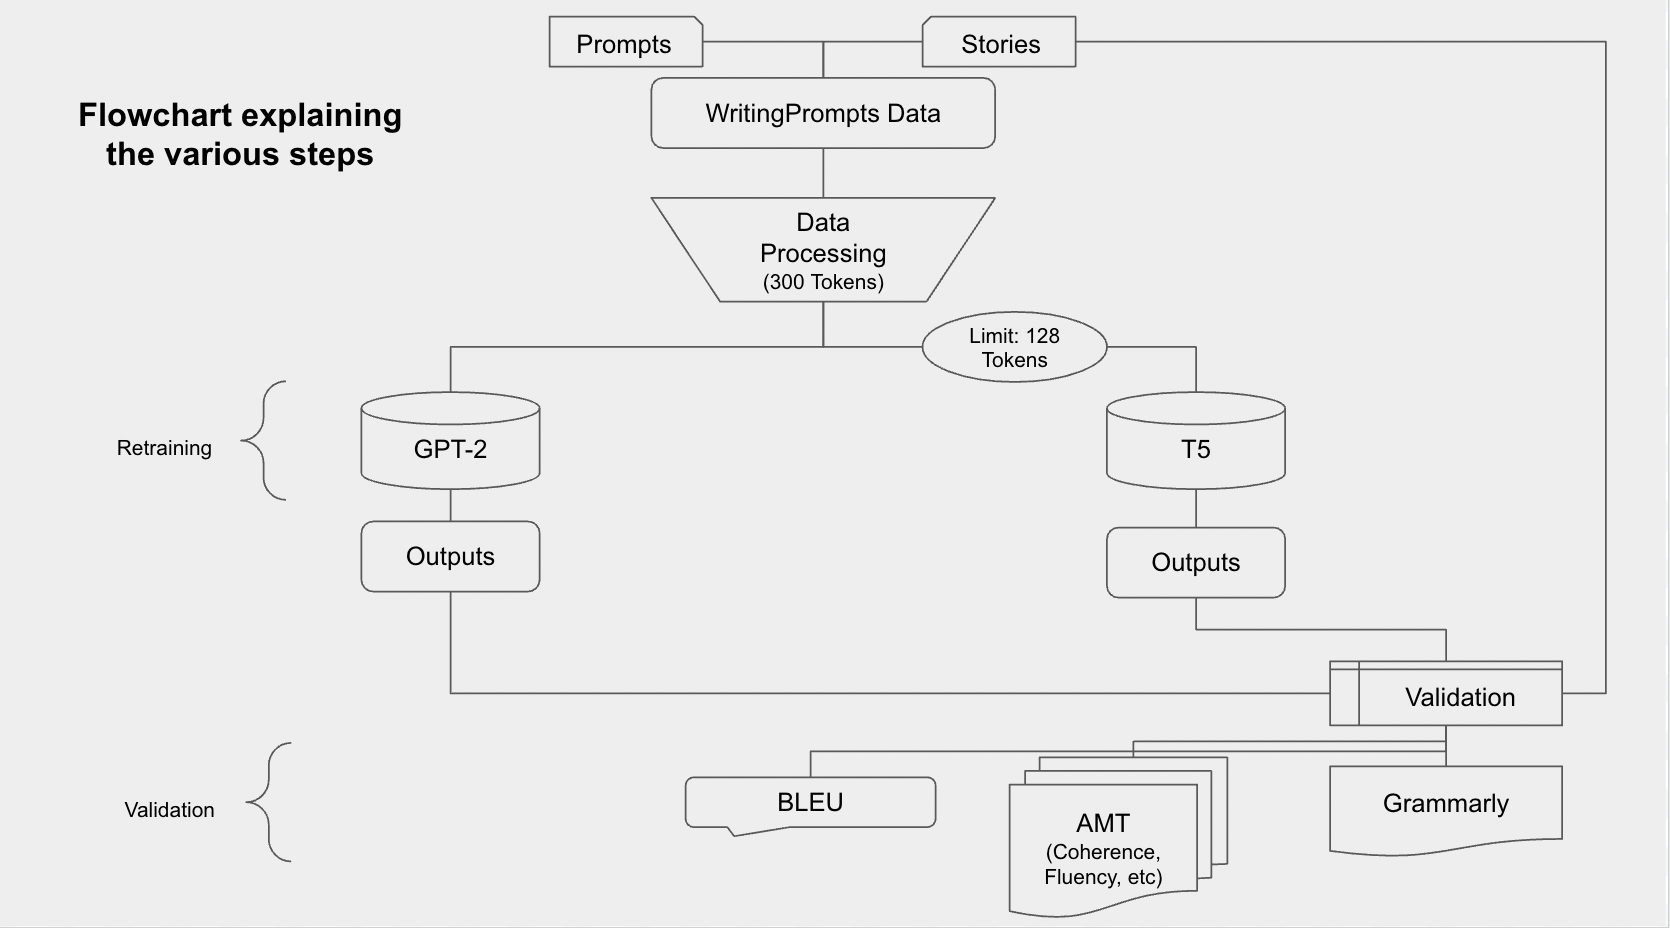 Prompts
Stories
Flowchart explaining
the various steps
WritingPrompts Data
Data
Processing
(300 Tokens)
Limit: 128
Tokens
Retraining
GPT-2
T5
Outputs
Outputs
Validation
Validation
BLEU
AMT
(Coherence,
Fluency, etc)
Grammarly